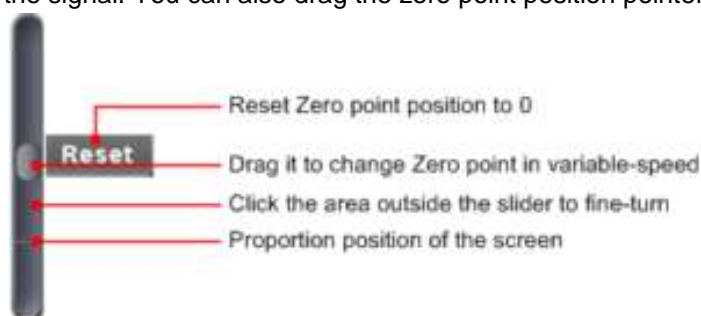 the signal. You can also drag the zero point position pointer
Reset Zero point position to 0
Reset
Drag it to change Zero point in variable-speed
Click the area outside the slider to fine-turn
Proportion position of the screen